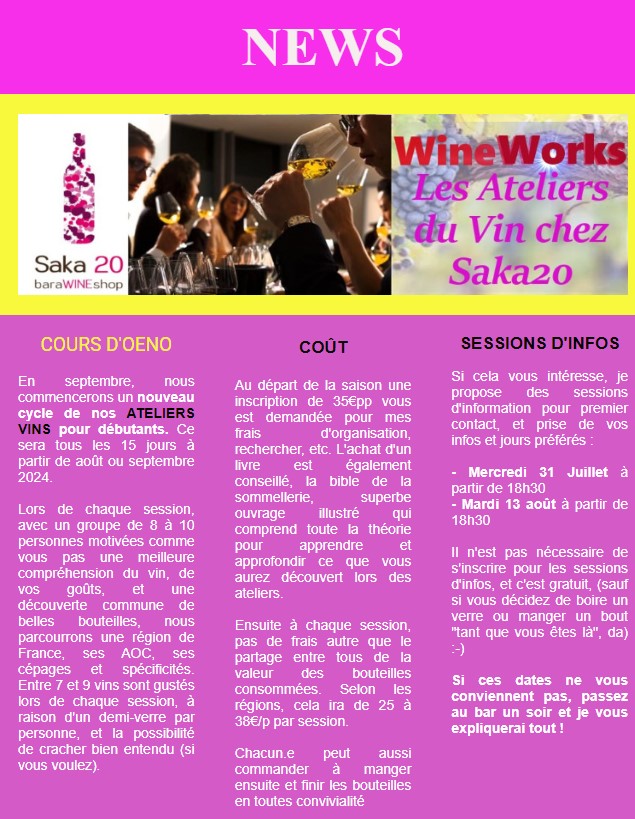 NEWS
Saka 20
baraWINEshop
WineWorks
Les Ateliers
du Vin chez
Saka20
COURS D'OENO
En septembre, nous
commencerons un nouveau
cycle de nos ATELIERS
VINS pour débutants. Ce
sera tous les 15 jours à
partir de août ou septembre
2024.
Lors de chaque session,
avec un groupe de 8 à 10
personnes motivées comme
vous pas une meilleure
compréhension du vin, de
vos goûts, et une
découverte commune de
belles bouteilles, nous
parcourrons une région de
France, ses AOC, ses
cépages et spécificités.
Entre 7 et 9 vins sont gustés
lors de chaque session, à
raison d'un demi-verre par
personne, et la possibilité
de cracher bien entendu (si
vous voulez).
COÛT
Au départ de la saison une
inscription de 35€pp vous
est demandée pour mes
frais d'organisation,
rechercher, etc. L'achat d'un
livre est également
conseillé, la bible de la
sommellerie, superbe
ouvrage illustré qui
comprend toute la théorie
pour apprendre et
approfondir ce que vous
aurez découvert lors des
ateliers.
Ensuite à chaque session,
pas de frais autre que le
partage entre tous de la
valeur des bouteilles
consommées. Selon les
régions, cela ira de 25 à
38€/p par session.
Chacun.e peut aussi
commander à manger
ensuite et finir les bouteilles
en toutes convivialité
SESSIONS D'INFOS
Si cela vous intéresse, je
propose des sessions
d'information pour premier
contact, et prise de vos
infos et jours préférés :
- Mercredi 31 Juillet à
partir de 18h30
- Mardi 13 août à partir de
18h30
Il n'est pas nécessaire de
s'inscrire pour les sessions
d'infos, et c'est gratuit, (sauf
si vous décidez de boire un
verre ou manger un bout
"tant que vous êtes là", da)
:-)
Si ces dates ne vous
conviennent pas, passez
au bar un soir et je vous
expliquerai tout !